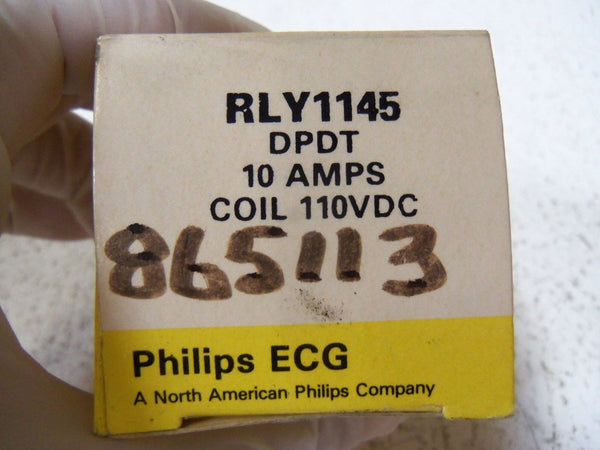 RLY1145
DPDT
10 AMPS
COIL 110VDC
865113
Philips ECG
A North American Philips Company